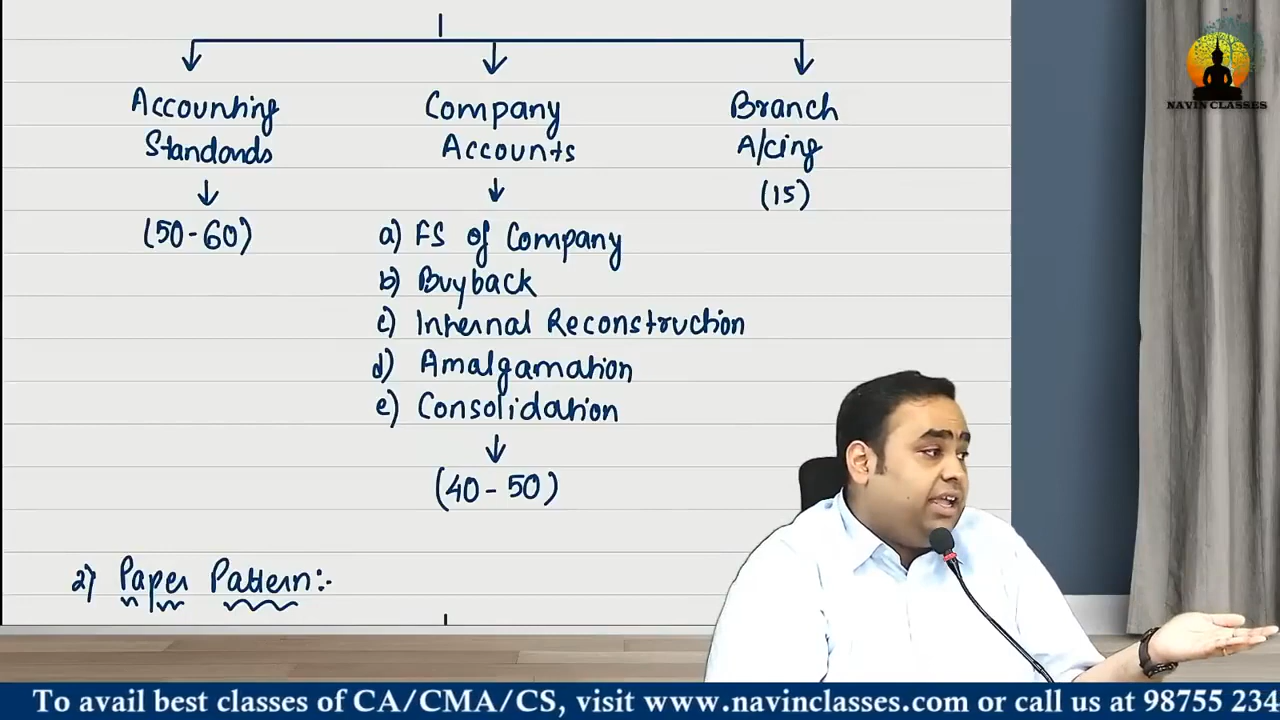 NAVIN CLASSES
Accounting
Standards
(50-60)
Company
Accounts
a) FS of Company
b) Buyback
c) Internal Reconstruction
d) Amalgamation
e) Consolidation
(40-50)
Branch
A/cing
(15)
2) Paper Pattern:-
To avail best classes of CA/CMA/CS, visit www.navinclasses.com or call us at 98755 234